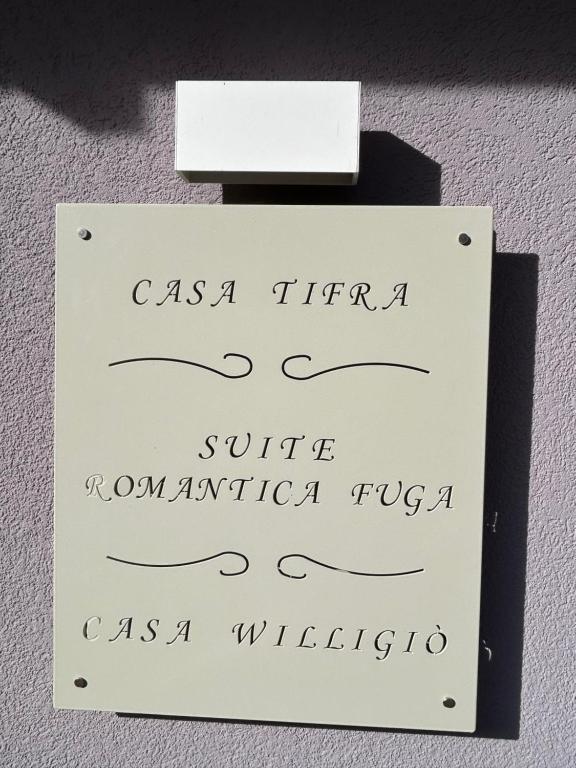 CASA TIFRA
SUITE
ROMANTICA FUGA
CASA WILLIGIÒ